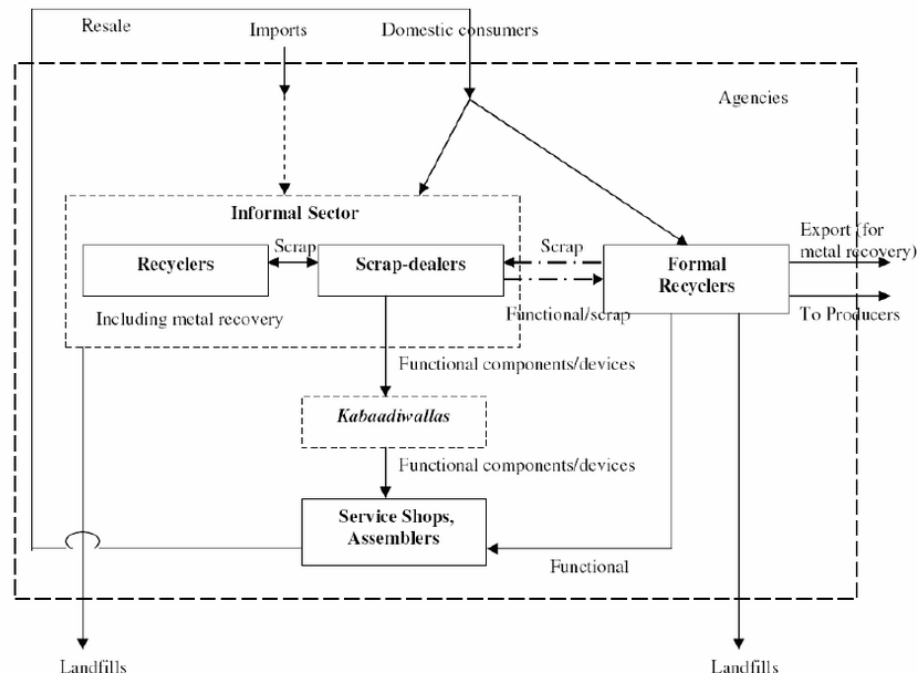 Resale
Imports
Domestic consumers
Agencies
Informal Sector
Recyclers
Scrap
Scrap-dealers
Scrap
Formal
Recyclers
Export (for
metal recovery)
To Producers
Including metal recovery
Functional/scrap
Functional components/devices
Kabaadiwallas
Functional components/devices
Service Shops,
Assemblers
Functional
Landfills
Landfills